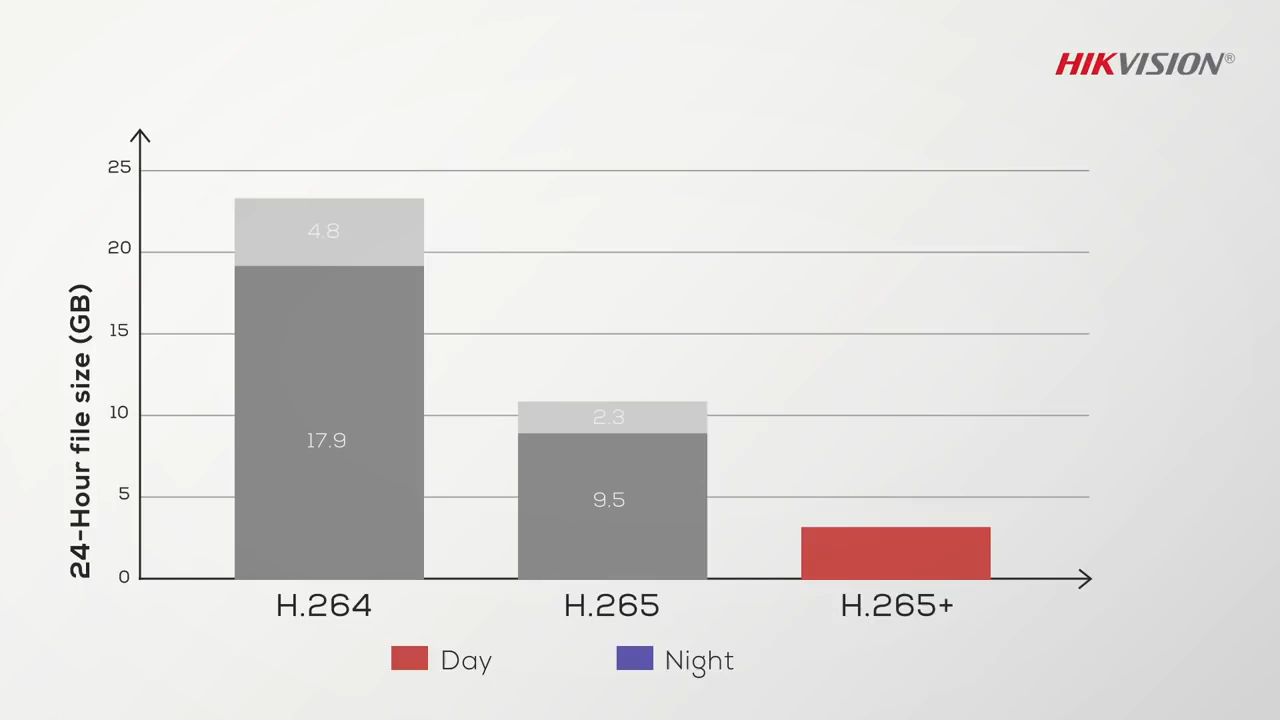 HIKVISION®
24-Hour file size (GB)
25
20
15
10
5
0
4.8
17.9
2.3
9.5
H.264
H.265
H.265+
Day
Night